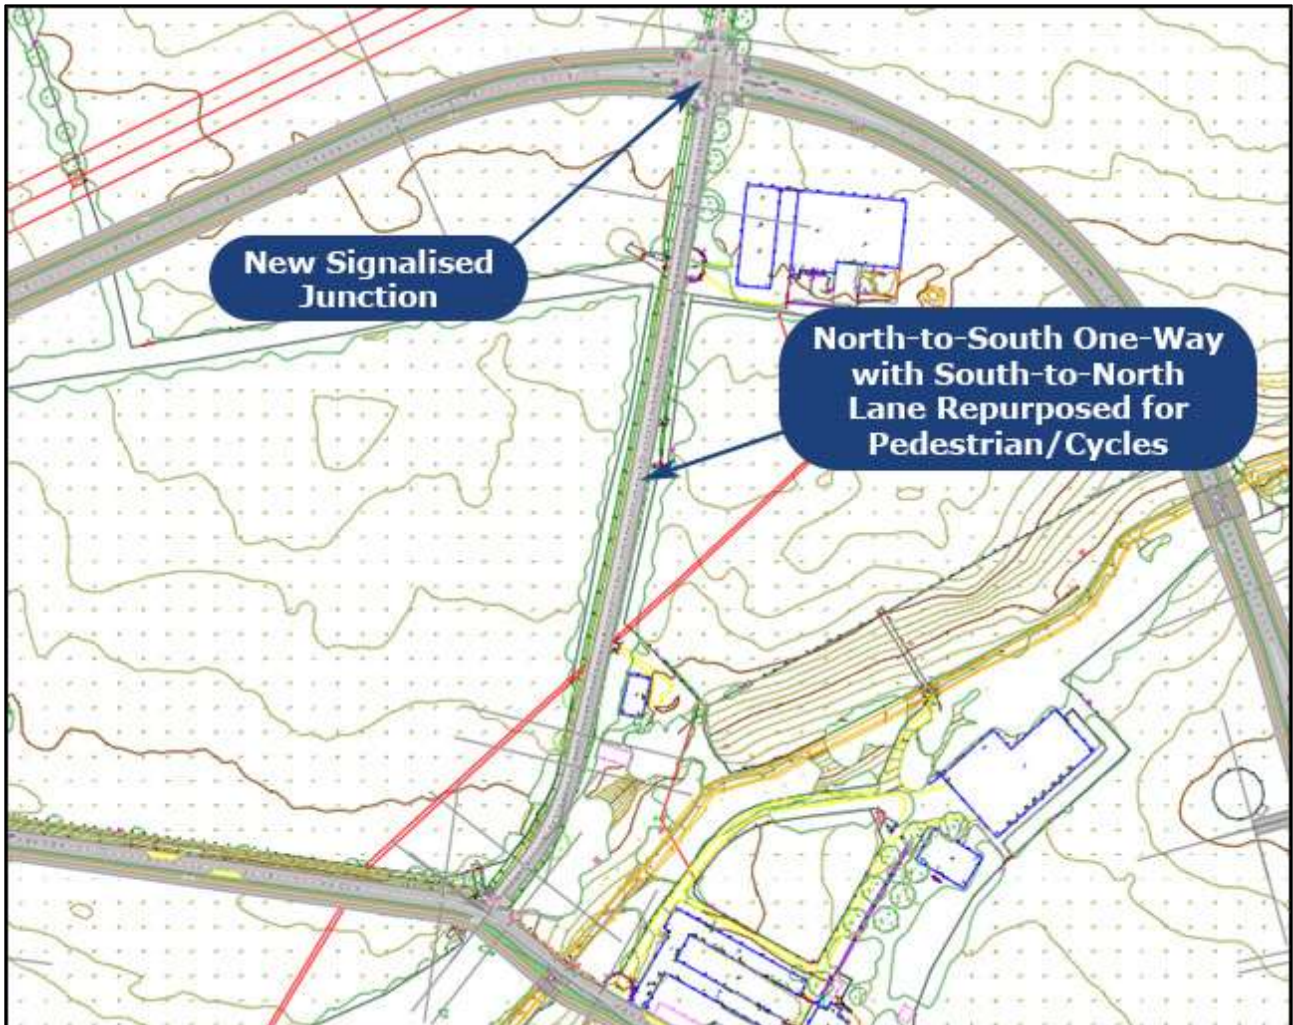 New Signalised
Junction
North-to-South One-Way
with South-to-North
Lane Repurposed for
Pedestrian/Cycles